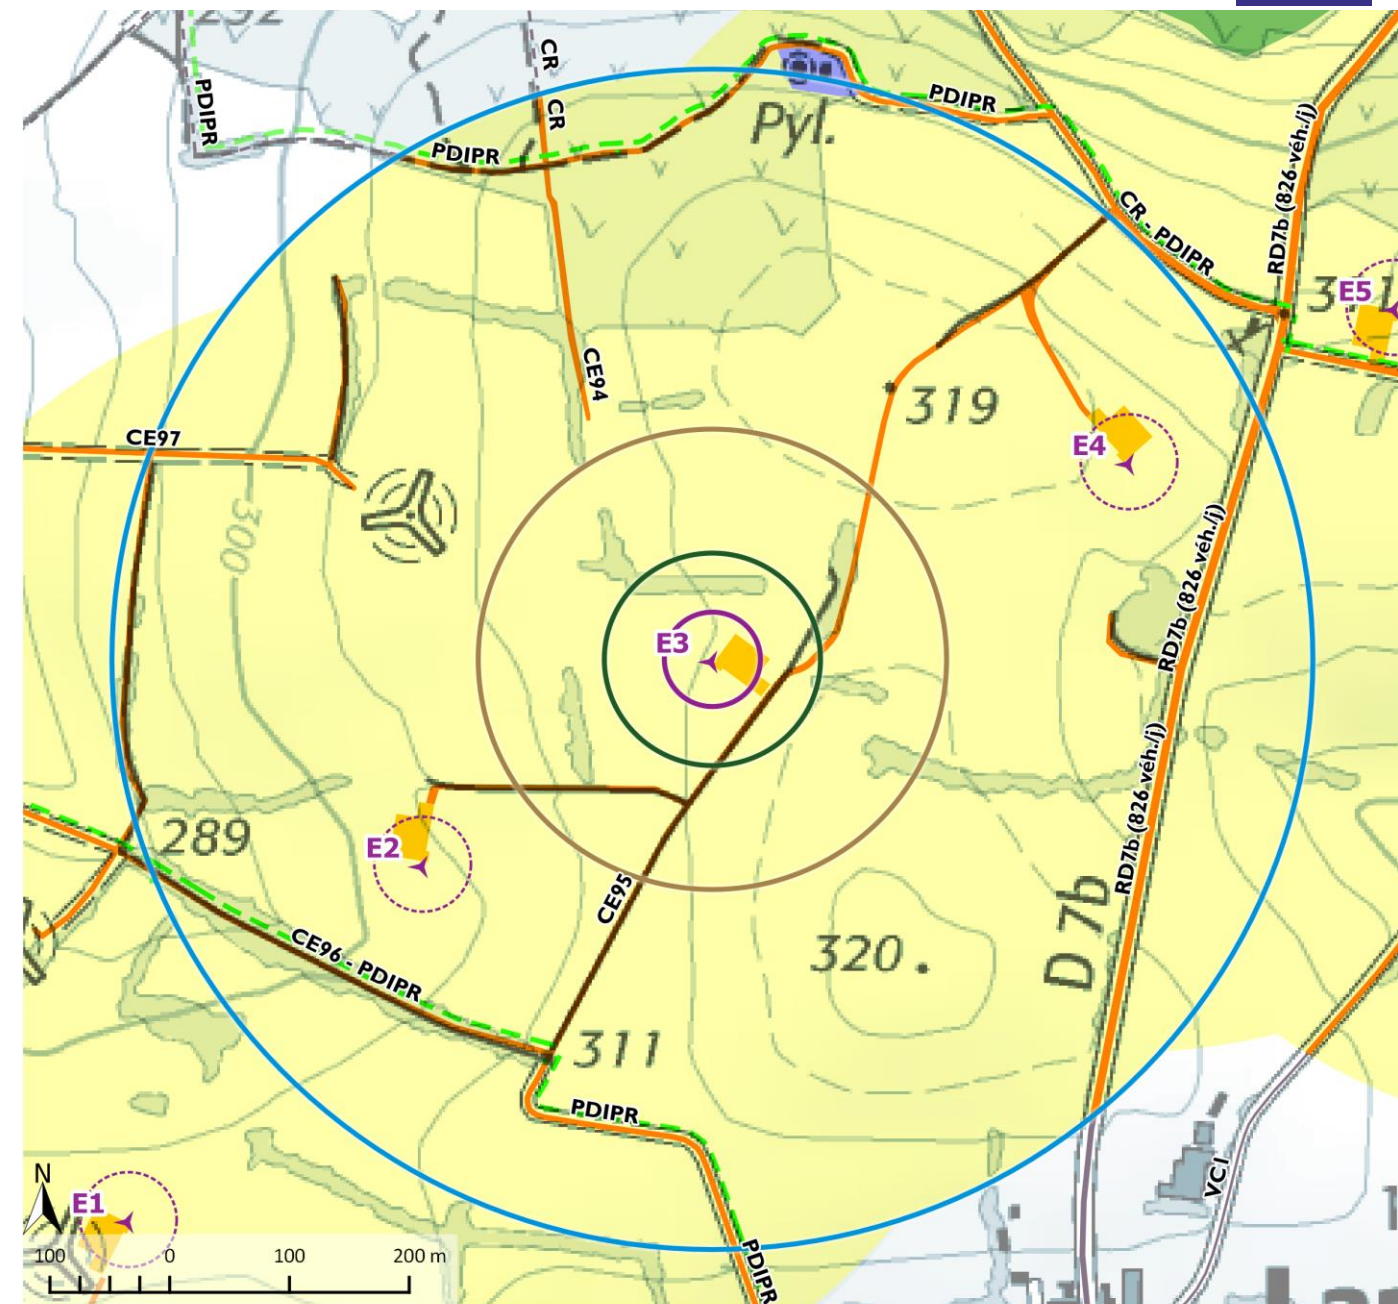 292
CR
CR
PDIPR
PDIPR
PDIPR
Pyl.
RD7b (826 véh./j)
CR - PDIPR
E5
CE94
319
CE97
E4
300
RD7b (826 véh./j)
E3
RD7b (826 véh./j)
289
E2
CE95
CE96 - PDIPR
320
D 7b
311
PDIPR
VC1
E1
N
PDIPR
100 0 100 200 m